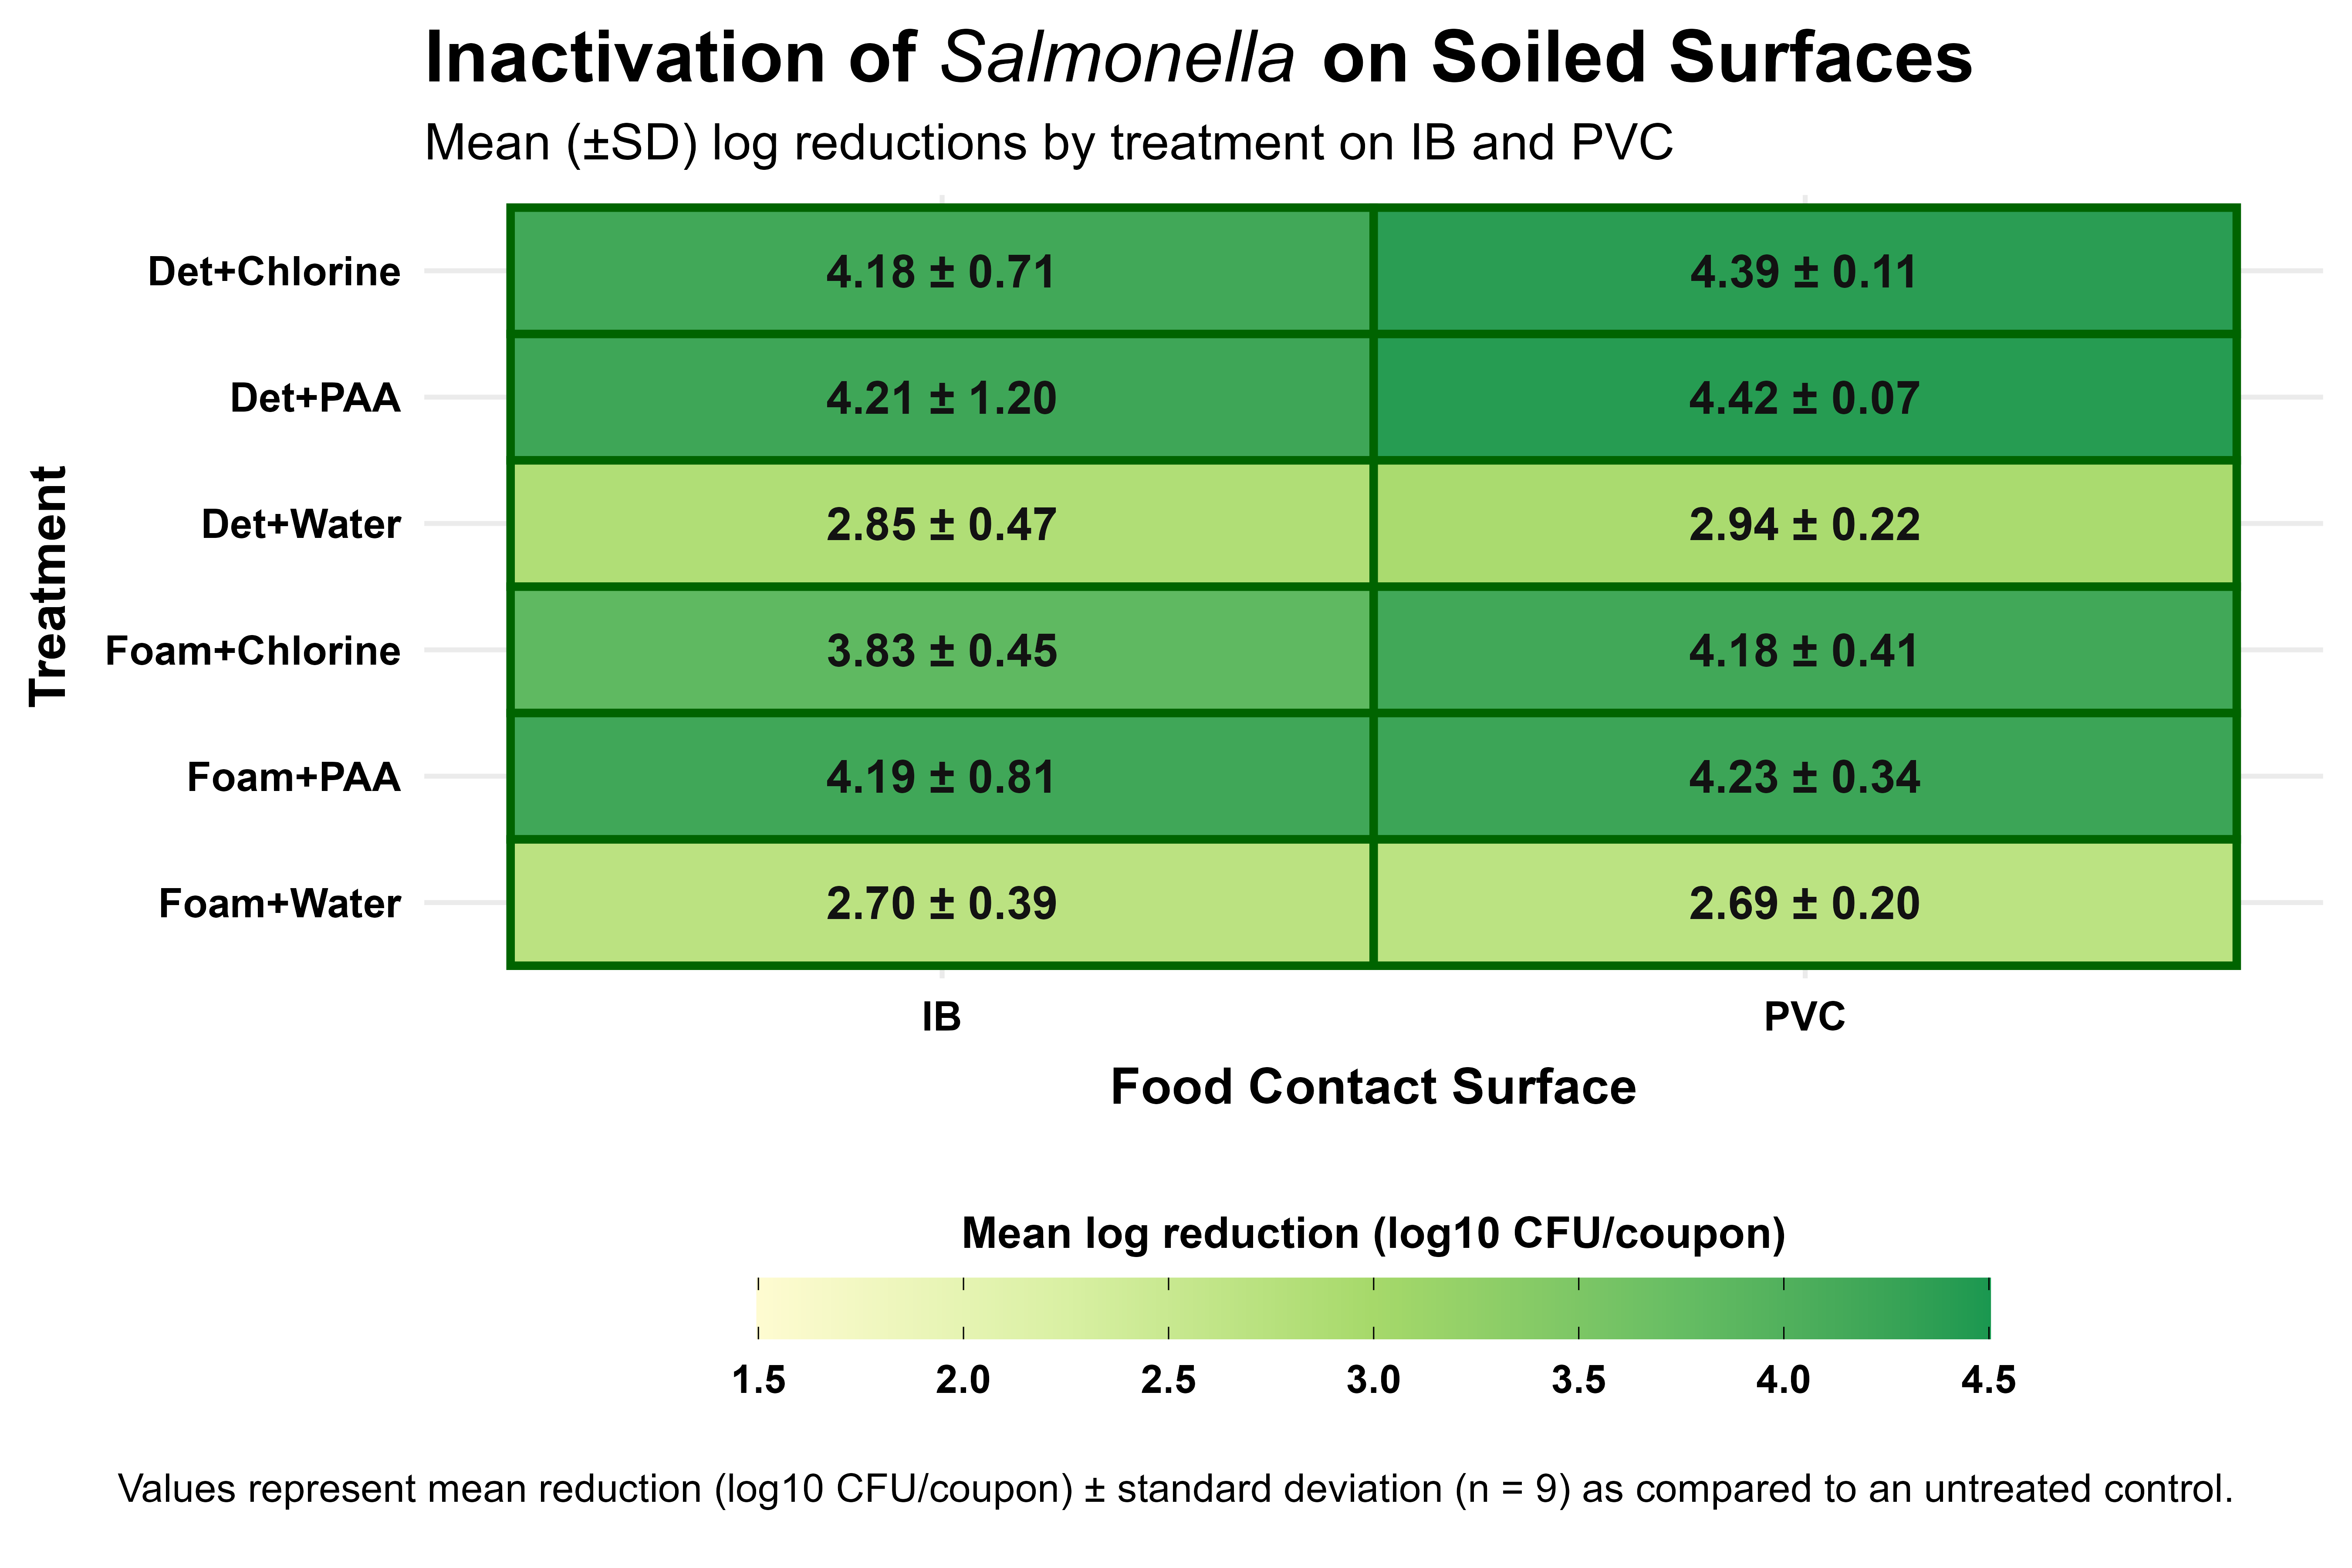 Inactivation of Salmonella on Soiled Surfaces
Mean (±SD) log reductions by treatment on IB and PVC
Treatment
Det+Chlorine 4.18 ± 0.71 4.39 ± 0.11
Det+PAA 4.21 ± 1.20 4.42 ± 0.07
Det+Water 2.85 ± 0.47 2.94 ± 0.22
Foam+Chlorine 3.83 ± 0.45 4.18 ± 0.41
Foam+PAA 4.19 ± 0.81 4.23 ± 0.34
Foam+Water 2.70 ± 0.39 2.69 ± 0.20
IB PVC
Food Contact Surface
Mean log reduction (log10 CFU/coupon)
1.5 2.0 2.5 3.0 3.5 4.0 4.5
Values represent mean reduction (log10 CFU/coupon) ± standard deviation (n = 9) as compared to an untreated control.